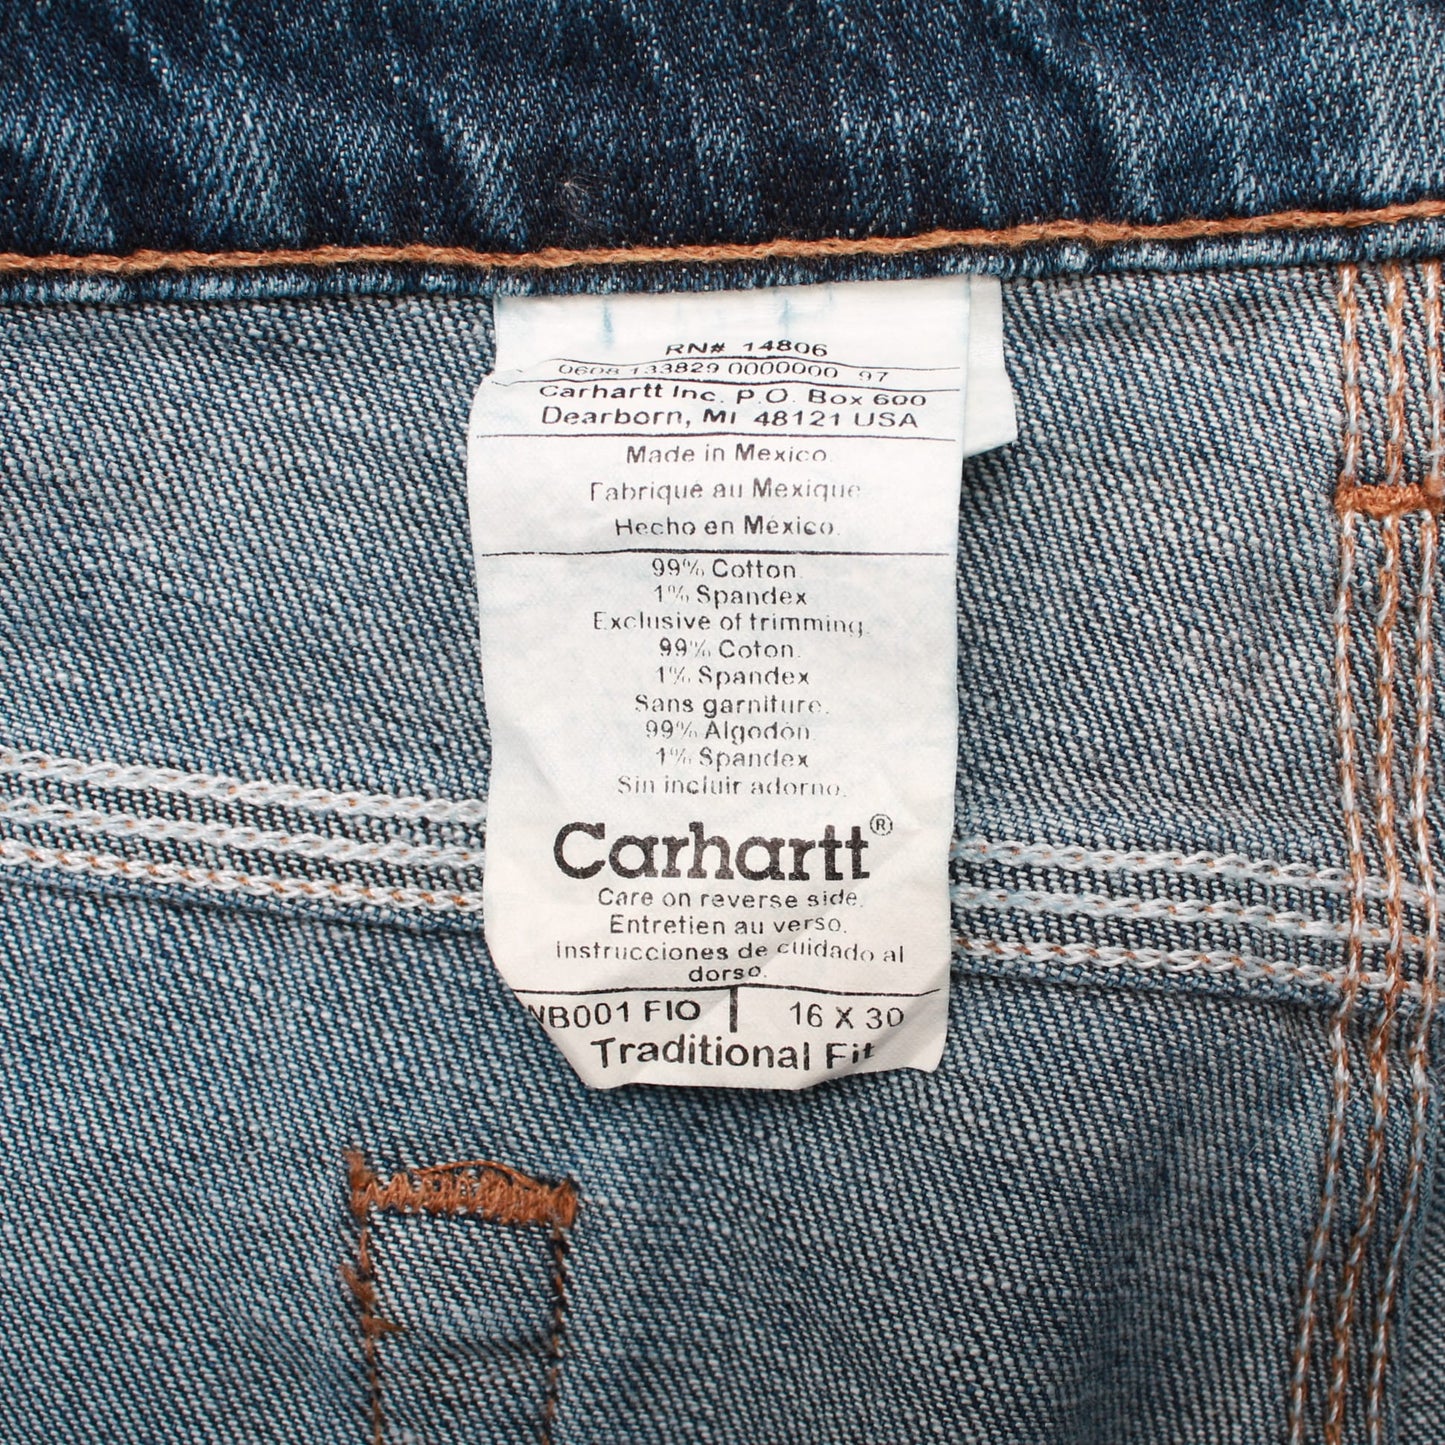 RN# 14806
0608 133829 0000000 97
Carhartt Inc. P.O. Box 600
Dearborn, MI 48121 USA
Made in Mexico.
Fabriqué au Mexique.
Hecho en México.
99% Cotton.
1% Spandex
Exclusive of trimming.
99% Coton.
1% Spandex
Sans garniture.
99% Algodón.
1% Spandex
Sin incluir adorno.
Carhartt®
Care on reverse side.
Entretien au verso.
Instrucciones de cuidado al
dorso.
WB001 FIO 16 X 30
Traditional Fit